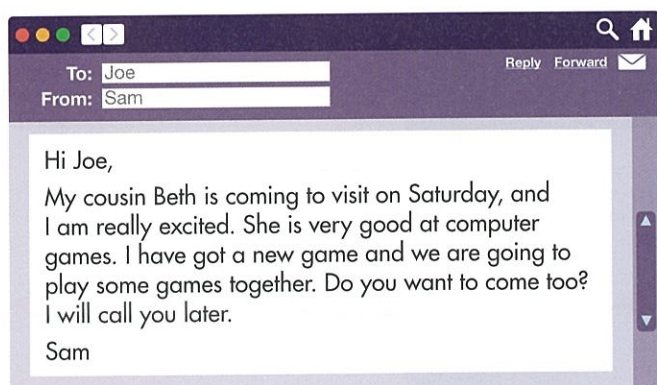 Reply Forward
To: Joe
From: Sam
Hi Joe,
My cousin Beth is coming to visit on Saturday, and
I am really excited. She is very good at computer
games. I have got a new game and we are going to
play some games together. Do you want to come too?
I will call you later.
Sam